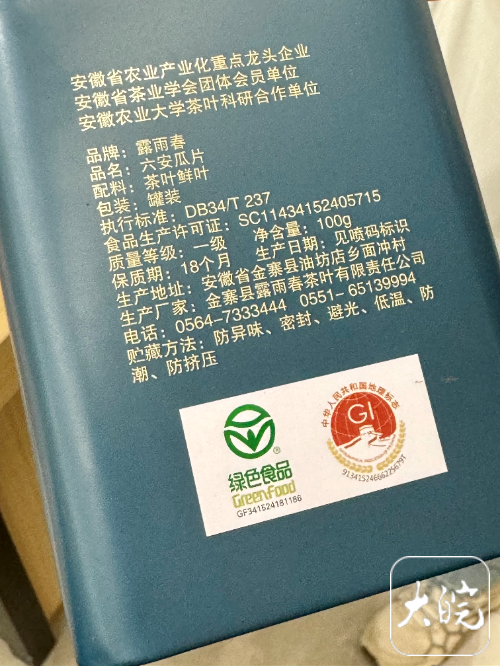 安徽省农业产业化重点龙头企业
安徽省茶业学会团体会员单位
安徽农业大学茶叶科研合作单位
品牌：露雨春
品名：六安瓜片
配料：茶叶鲜叶
包装：罐装
执行标准：DB34/T 237
食品生产许可证：SC11434152405715
质量等级：一级 净含量：100g
保质期：18个月 生产日期：见喷码标识
生产地址：安徽省金寨县油坊店乡面冲村
生产厂家：金寨县露雨春茶叶有限责任公司
电话：0564-7333444 0551-65139994
贮藏方法：防异味、密封、避光、低温、防
潮、防挤压
绿色食品
Greenfood
GF341524181186
®
中华人民共和国地理标志
GI
大皖